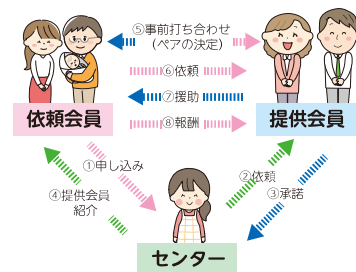 ⑤事前打ち合わせ
(ペアの決定)
⑥依頼
⑦援助
⑧報酬
依頼会員
提供会員
①申し込み
②依頼
③承諾
④提供会員
紹介
センター